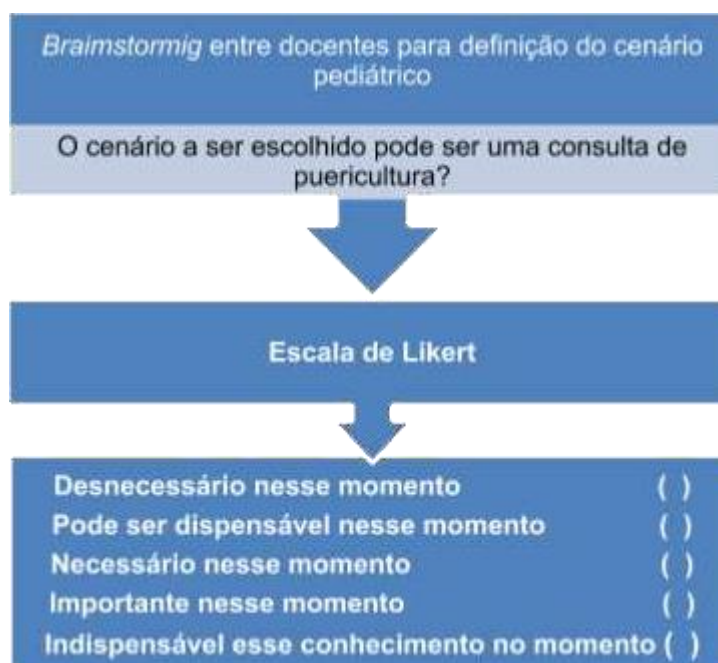 Braimstormig entre docentes para definição do cenário
pediátrico
O cenário a ser escolhido pode ser uma consulta de
puericultura?
Escala de Likert
Desnecessário nesse momento ( )
Pode ser dispensável nesse momento ( )
Necessário nesse momento ( )
Importante nesse momento ( )
Indispensável esse conhecimento no momento ( )